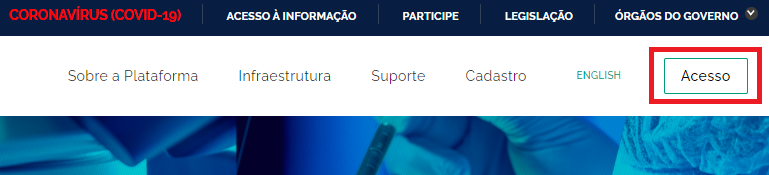 CORONAVÍRUS (COVID-19) ACESSO À INFORMAÇÃO PARTICIPE LEGISLAÇÃO ÓRGÃOS DO GOVERNO
Sobre a Plataforma Infraestrutura Suporte Cadastro ENGLISH Acesso